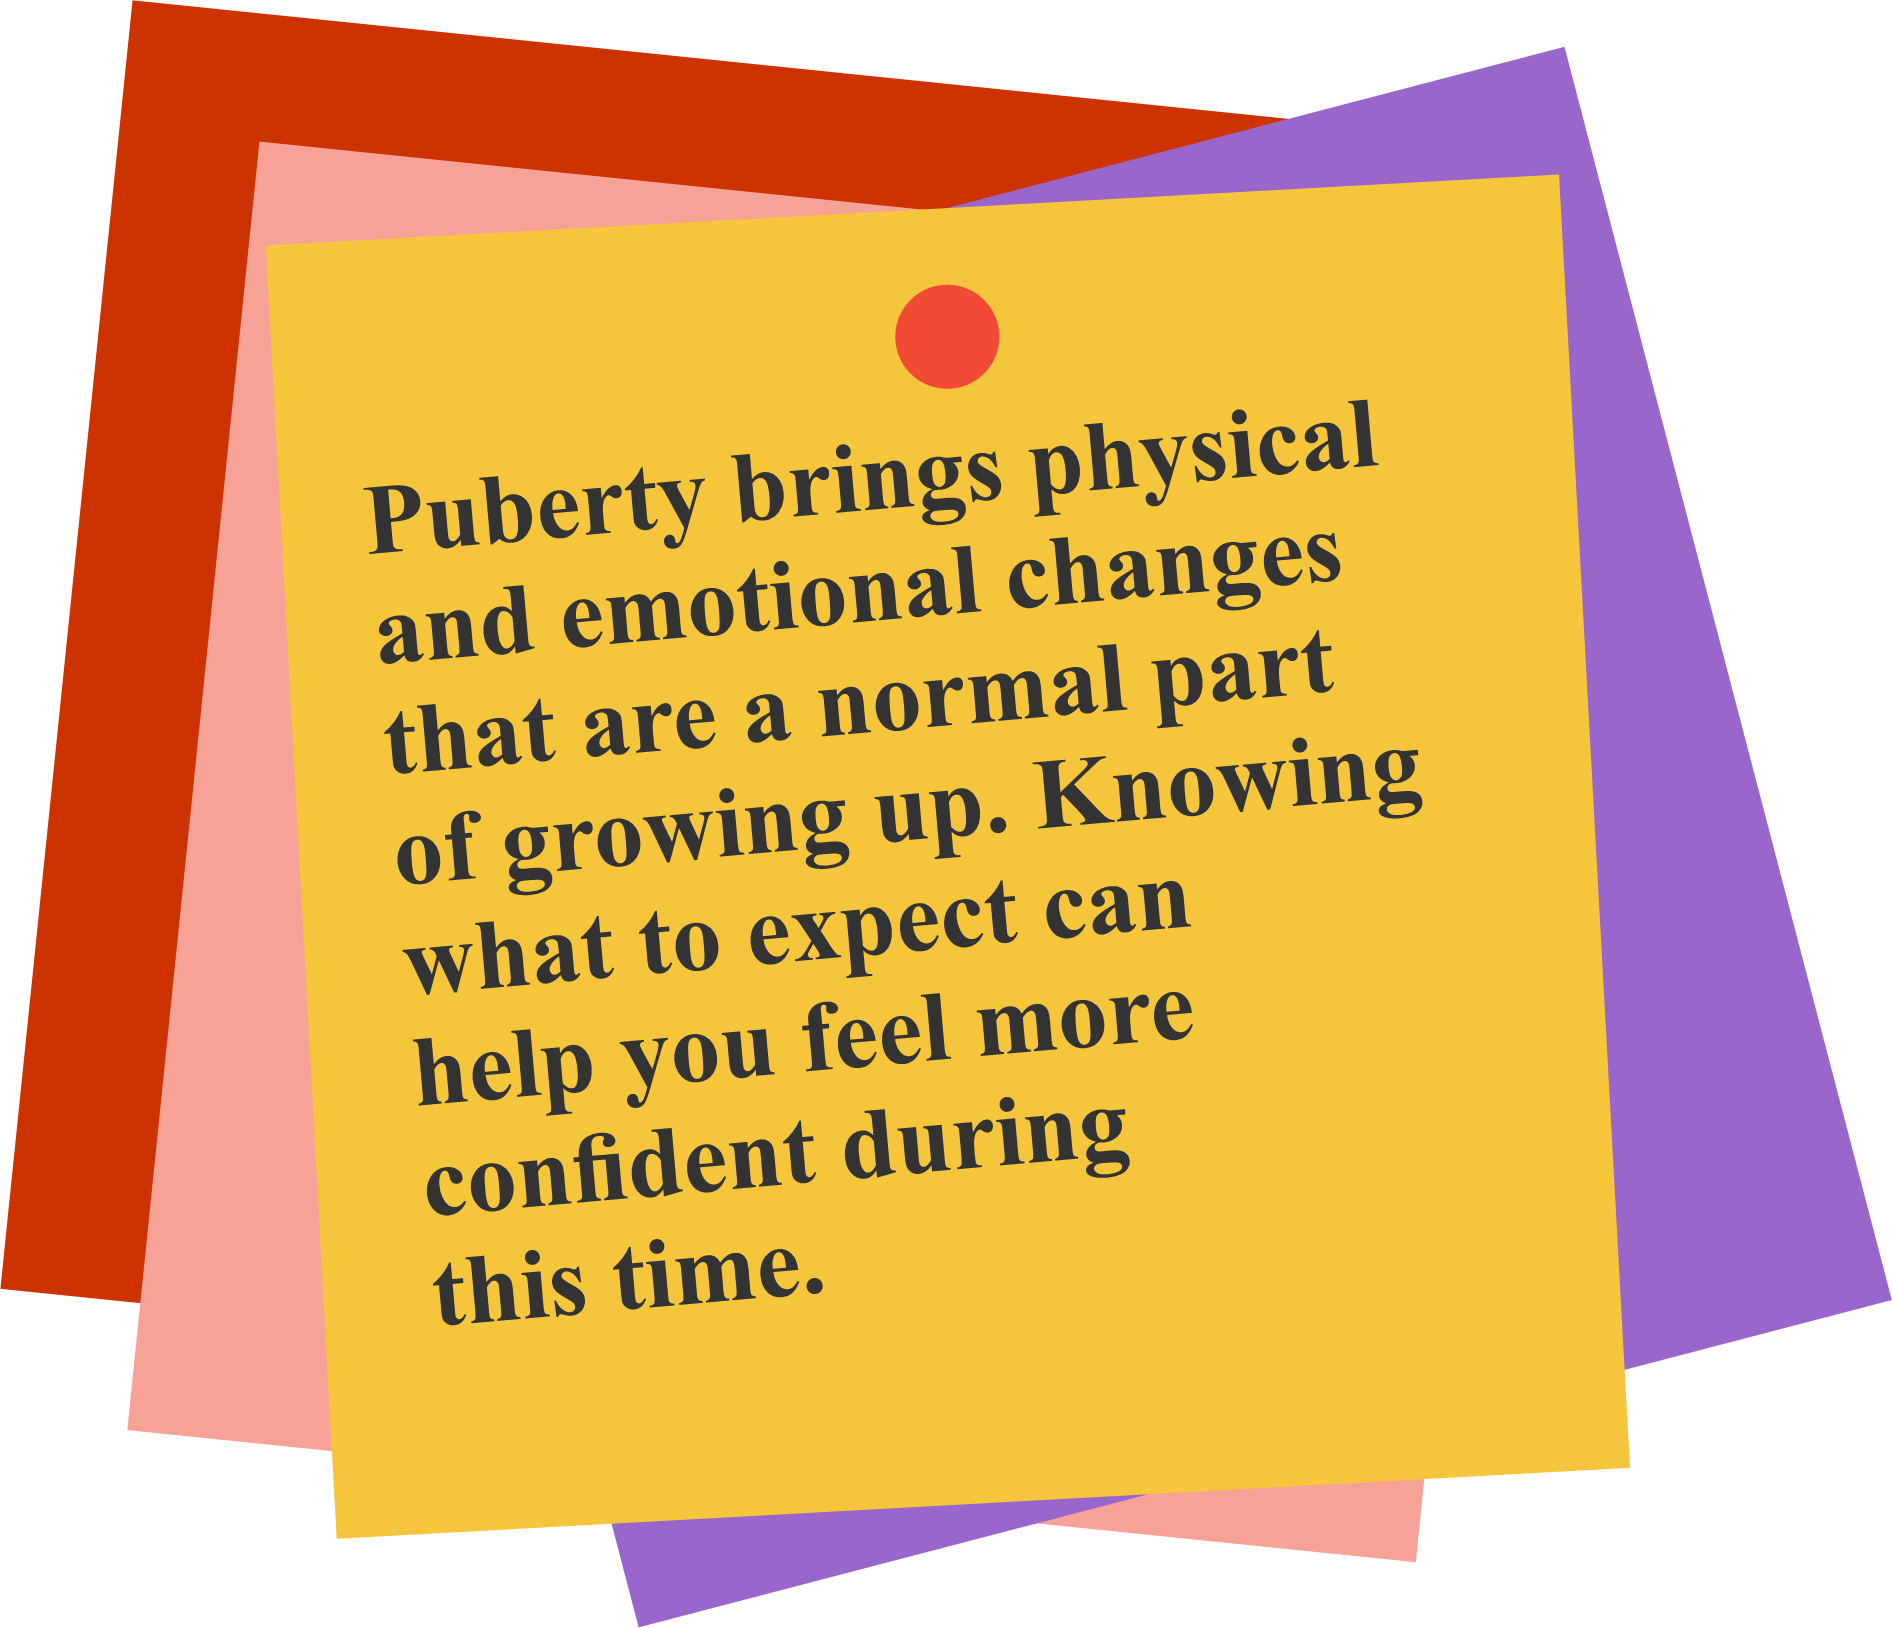 Puberty brings physical
and emotional changes
that are a normal part
of growing up. Knowing
what to expect can
help you feel more
confident during
this time.